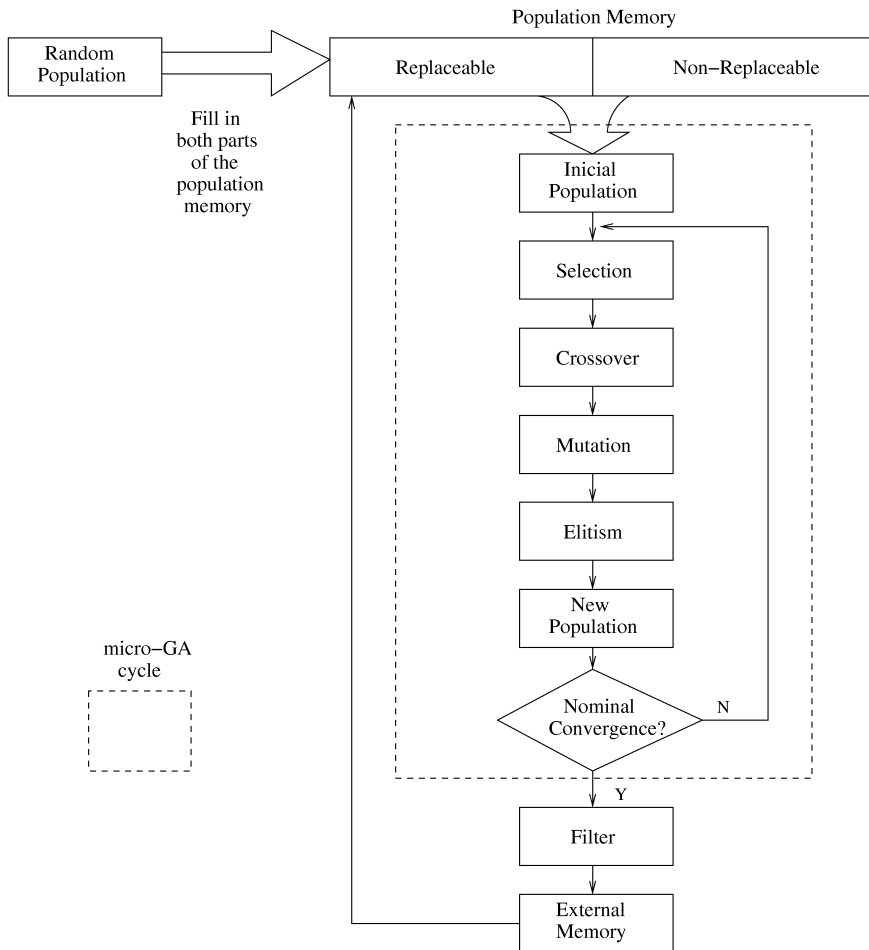 Population Memory
Random
Population
Replaceable
Non−Replaceable
Fill in
both parts
of the
population
memory
Inicial
Population
Selection
Crossover
Mutation
Elitism
New
Population
micro−GA
cycle
Nominal
Convergence?
N
Y
Filter
External
Memory